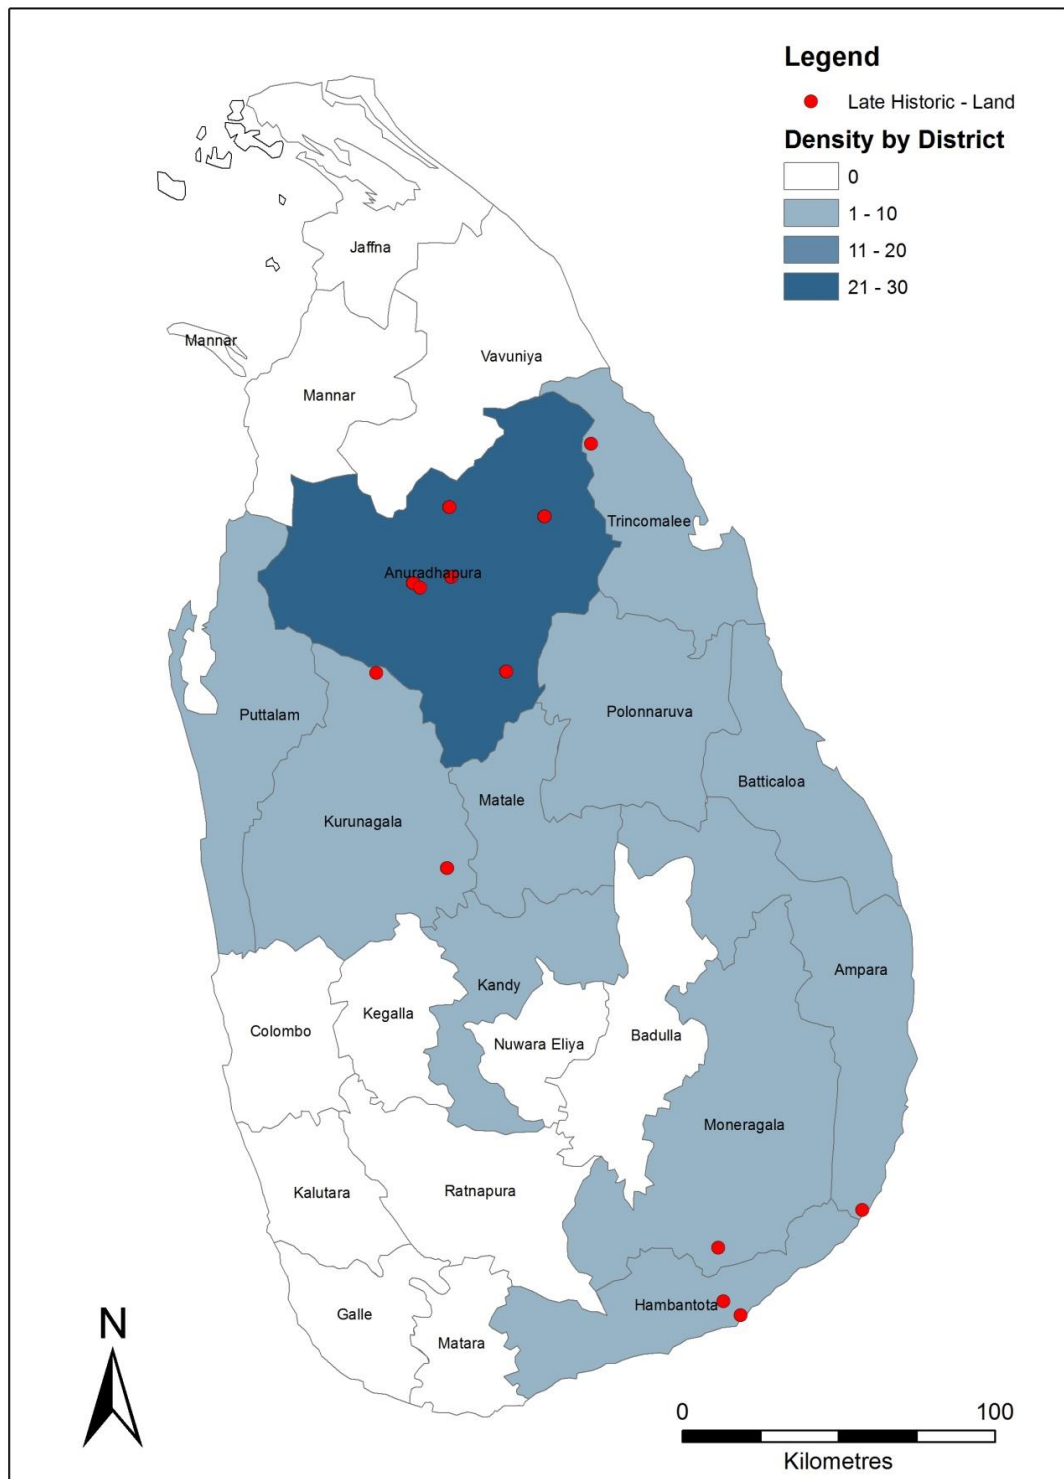 Legend
Late Historic - Land
Density by District
0
1 - 10
11 - 20
21 - 30
Jaffna
Mannar
Vavuniya
Mannar
Trincomalee
Anuradhapura
Puttalam
Polonnaruva
Batticaloa
Matale
Kurunagala
Ampara
Kandy
Kegalla
Colombo
Nuwara Eliya
Badulla
Moneragala
Kalutara
Ratnapura
Hambantota
Galle
Matara
N
0 100
Kilometres